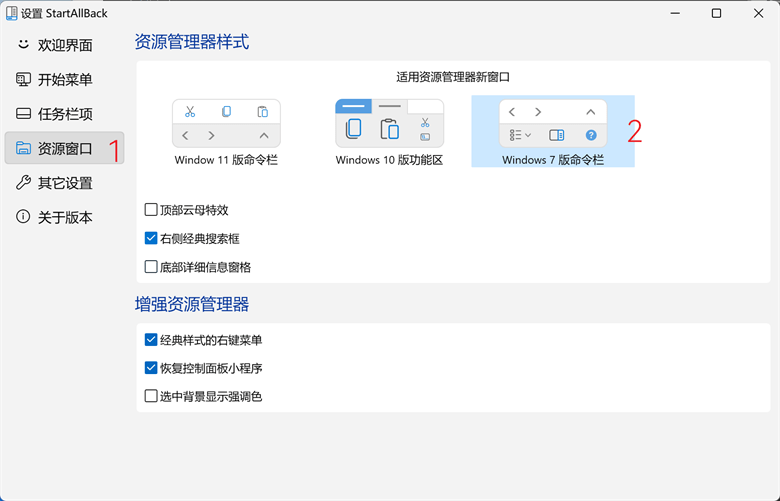 设置 StartAllBack
欢迎界面
开始菜单
任务栏项
资源窗口 1
其它设置
关于版本
资源管理器样式
适用资源管理器新窗口
Window 11 版命令栏
Windows 10 版功能区
Windows 7 版命令栏
2
顶部云母特效
右侧经典搜索框
底部详细信息窗格
增强资源管理器
经典样式的右键菜单
恢复控制面板小程序
选中背景显示强调色